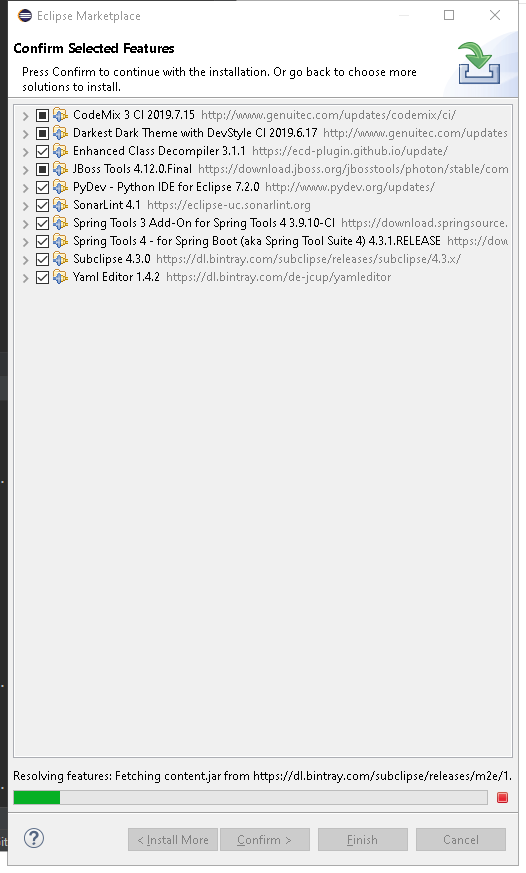 Eclipse Marketplace
Confirm Selected Features
Press Confirm to continue with the installation. Or go back to choose more
solutions to install.
CodeMix 3 CI 2019.7.15 http://www.genuitec.com/updates/codemix/ci/
Darkest Dark Theme with DevStyle CI 2019.6.17 http://www.genuitec.com/updates
Enhanced Class Decompiler 3.1.1 https://ecd-plugin.github.io/update/
JBoss Tools 4.12.0.Final https://download.jboss.org/jbosstools/photon/stable/com
PyDev - Python IDE for Eclipse 7.2.0 http://www.pydev.org/updates/
SonarLint 4.1 https://eclipse-uc.sonarlint.org
Spring Tools 3 Add-On for Spring Tools 4 3.9.10-CI https://download.springsource.
Spring Tools 4 - for Spring Boot (aka Spring Tool Suite 4) 4.3.1.RELEASE https://dow
Subclipse 4.3.0 https://dl.bintray.com/subclipse/releases/subclipse/4.3.x/
Yaml Editor 1.4.2 https://dl.bintray.com/de-jcup/yamleditor
Resolving features: Fetching content.jar from https://dl.bintray.com/subclipse/releases/m2e/1.
? < Install More Confirm > Finish Cancel